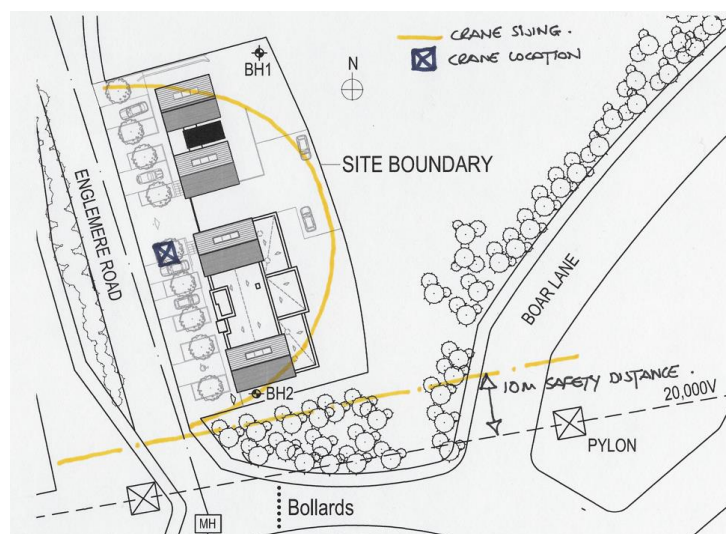 CRANE SWING.
CRANE LOCATION
BH1
N
SITE BOUNDARY
ENGLEMERE ROAD
BOAR LANE
10M SAFETY DISTANCE.
20,000V
BH2
PYLON
Bollards
MH